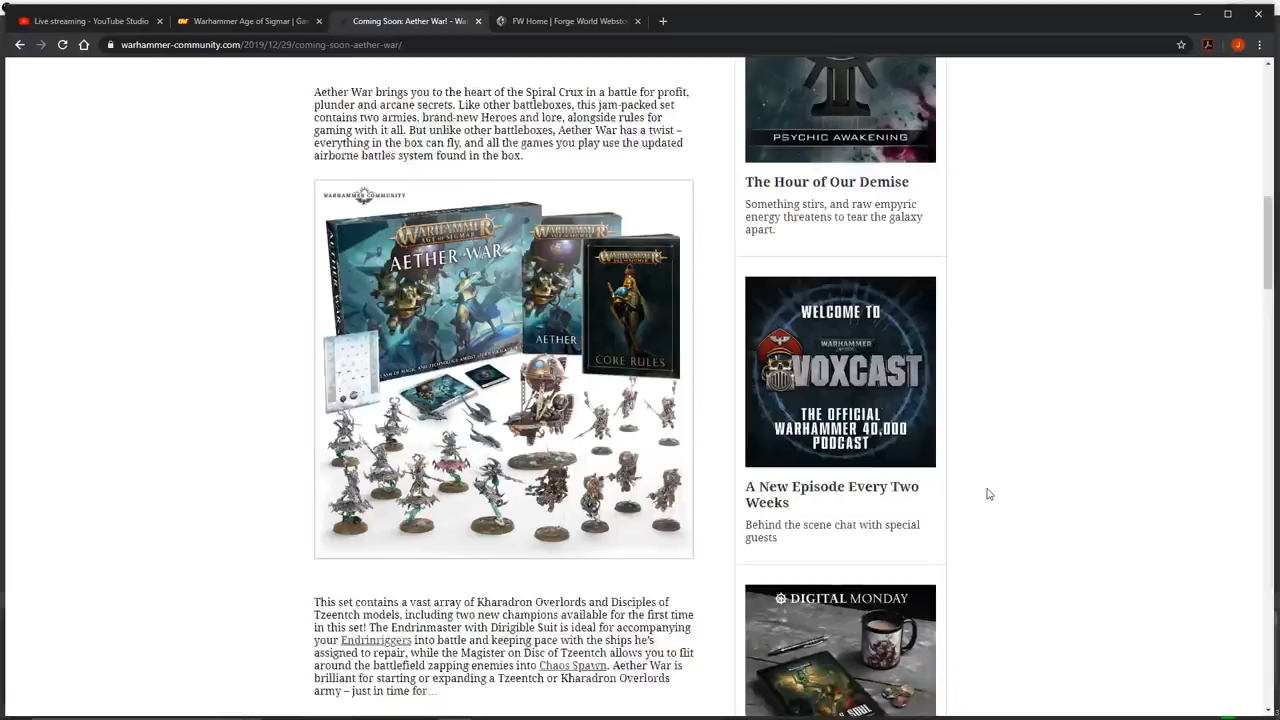 Live streaming - YouTube Studio
Warhammer Age of Sigmar | Gam
Coming Soon: Aether War! - Wa
FW Home | Forge World Webstor
warhammer-community.com/2019/12/29/coming-soon-aether-war/
Aether War brings you to the heart of the Spiral Crux in a battle for profit,
plunder and arcane secrets. Like other battleboxes, this jam-packed set
contains two armies, brand-new Heroes and lore, alongside rules for
gaming with it all. But unlike other battleboxes, Aether War has a twist –
everything in the box can fly, and all the games you play use the updated
airborne battles system found in the box.
WARHAMMER COMMUNITY
WARHAMMER
AGE OF SIGMAR
AETHER WAR
WARHAMMER
AETHER
WARHAMMER
AGE OF SIGMAR
CORE RULES
This set contains a vast array of Kharadron Overlords and Disciples of
Tzeentch models, including two new champions available for the first time
in this set! The Endrinmaster with Dirigible Suit is ideal for accompanying
your Endrinriggers into battle and keeping pace with the ships he's
assigned to repair, while the Magister on Disc of Tzeentch allows you to flit
around the battlefield zapping enemies into Chaos Spawn. Aether War is
brilliant for starting or expanding a Tzeentch or Kharadron Overlords
army – just in time for…
PSYCHIC AWAKENING
The Hour of Our Demise
Something stirs, and raw empyric
energy threatens to tear the galaxy
apart.
WELCOME TO
WARHAMMER
VOXCAST
THE OFFICIAL
WARHAMMER 40,000
PODCAST
A New Episode Every Two
Weeks
Behind the scene chat with special
guests
DIGITAL MONDAY